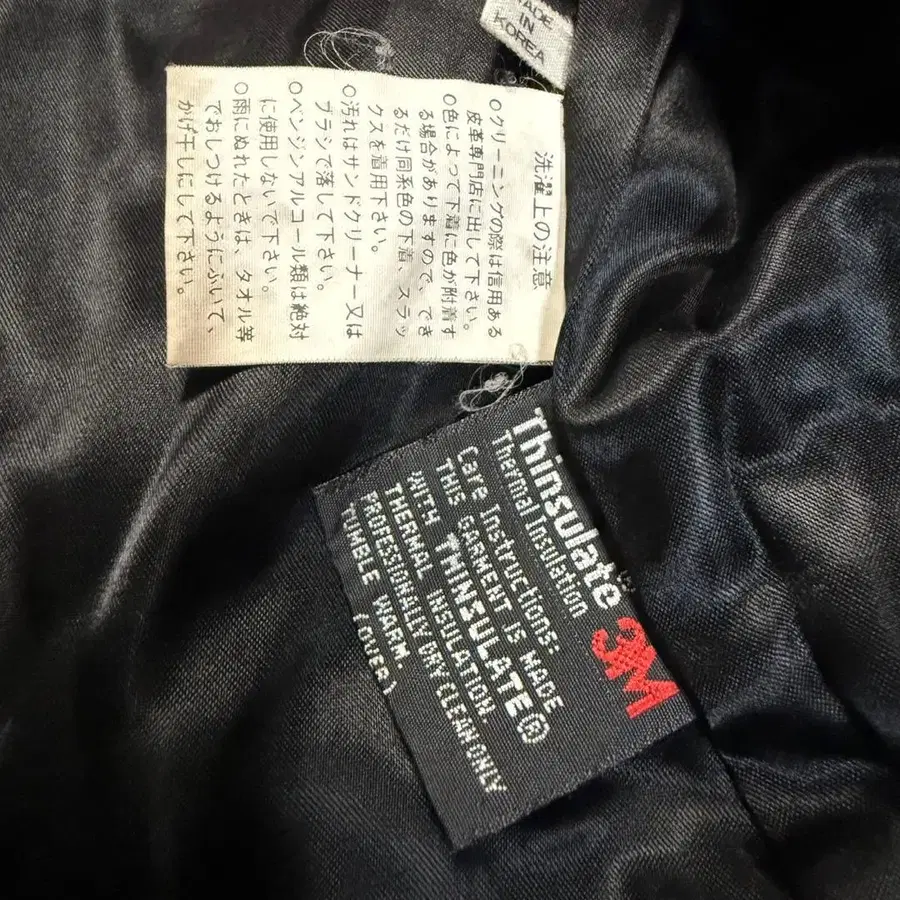 MADE
IN
KOREA
洗濯上の注意
○クリーニングの際は信用ある
皮革専門店に出して下さい。
○色によって下着に色が附着す
る場合がありますので、でき
るだけ同系色の下着、スラッ
クスを着用下さい。
○汚れはサンドクリーナー又は
ブラシで落して下さい。
○ベンジンアルコール類は絶対
に使用しないで下さい。
○雨にぬれたときは、タオル等
でおしつけるようにふいて、
かげ干しにして下さい。
Thinsulate
Thermal Insulation
3M
Care Instructions:
THIS GARMENT IS MADE
WITH THINSULATE®
THERMAL INSULATION.
PROFESSIONALLY DRY CLEAN ONLY
TUMBLE WARM.
(OVER)